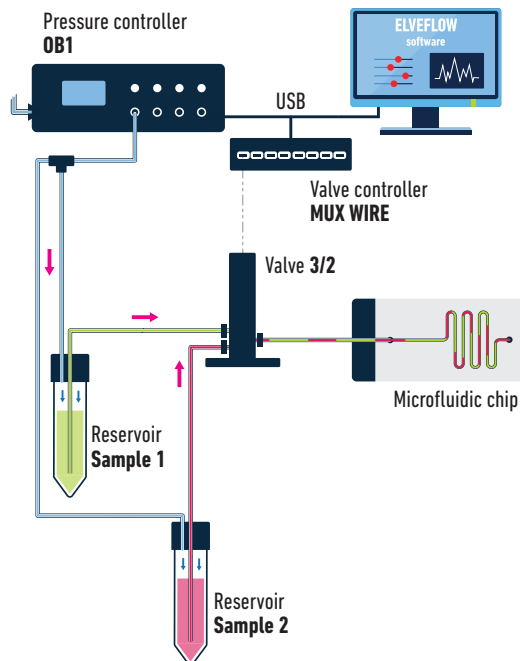 Pressure controller
OB1
ELVEFLOW
software
USB
Valve controller
MUX WIRE
Valve 3/2
Microfluidic chip
Reservoir
Sample 1
Reservoir
Sample 2